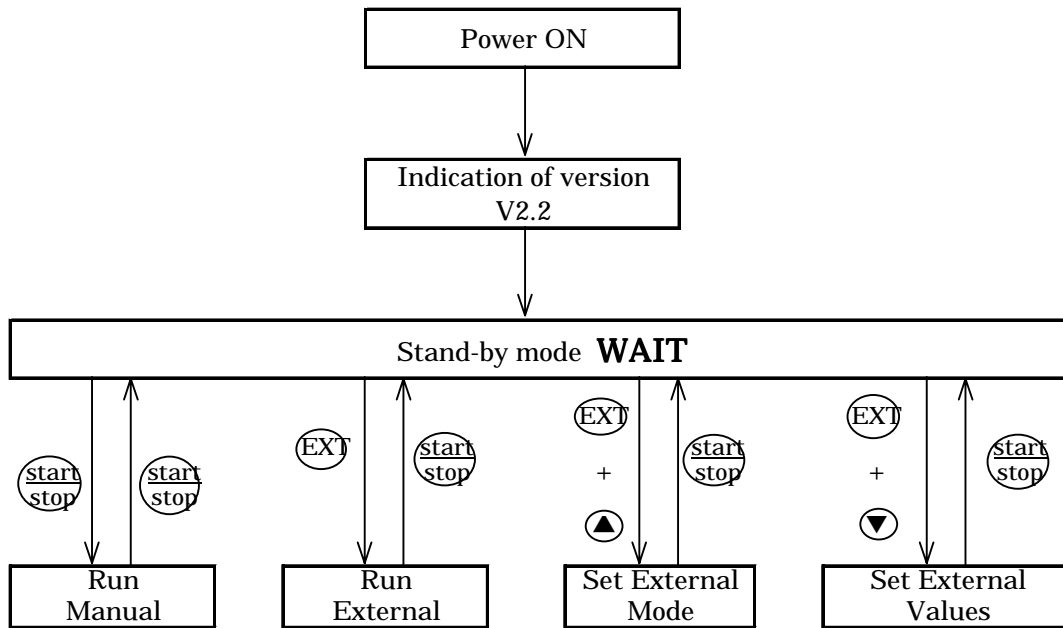 Power ON
Indication of version
V2.2
Stand-by mode WAIT
start
stop
start
stop
EXT
start
stop
EXT
+
▲
start
stop
EXT
+
▼
start
stop
Run
Manual
Run
External
Set External
Mode
Set External
Values